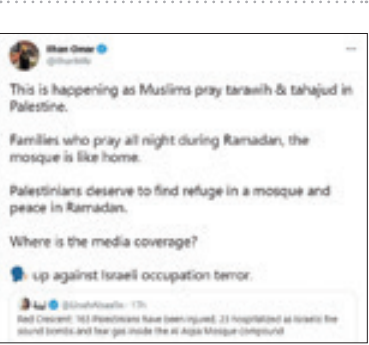 Ilhan Omar
@IlhanMN
This is happening as Muslims pray tarawih & tahajud in
Palestine.
Families who pray all night during Ramadan, the
mosque is like home.
Palestinians deserve to find refuge in a mosque and
peace in Ramadan.
Where is the media coverage?
up against Israeli occupation terror.
17h
Red Crescent: 163 Palestinians have been injured, 23 hospitalized as Israelis fire
sound bombs and tear gas inside the Al Aqsa Mosque compound